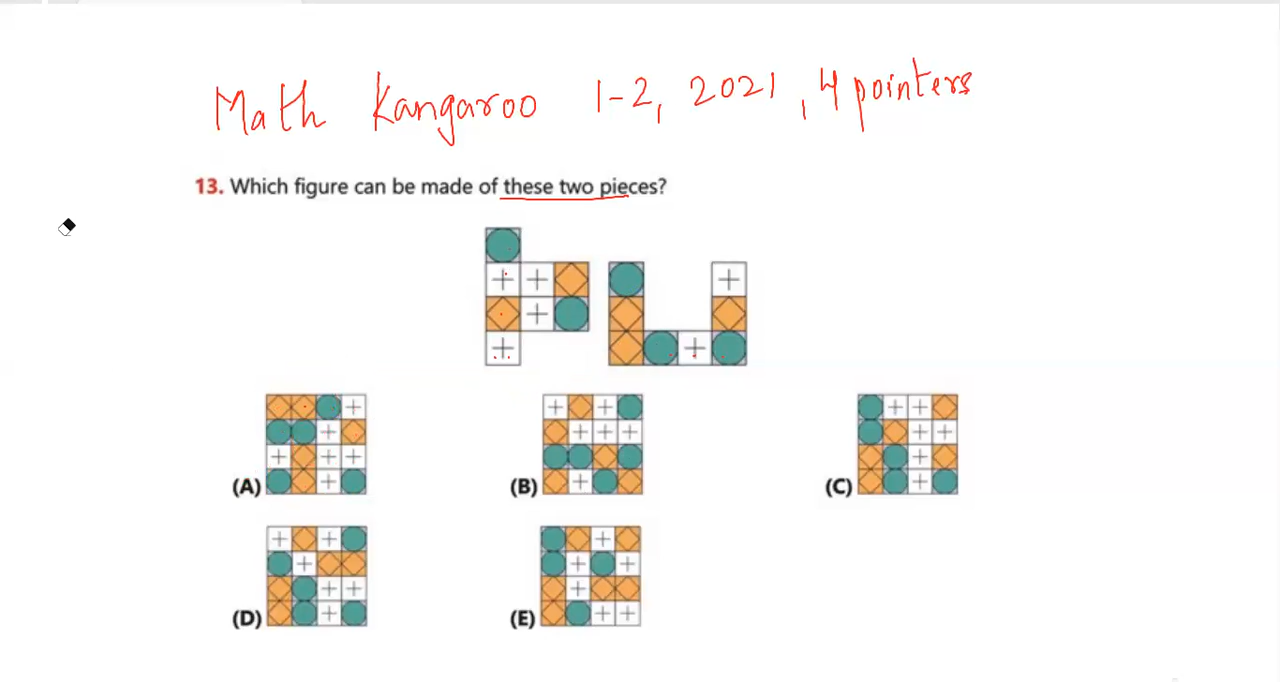 Math Kangaroo 1-2, 2021, 4 pointers
13. Which figure can be made of these two pieces?
(A) (B) (C)
(D) (E)